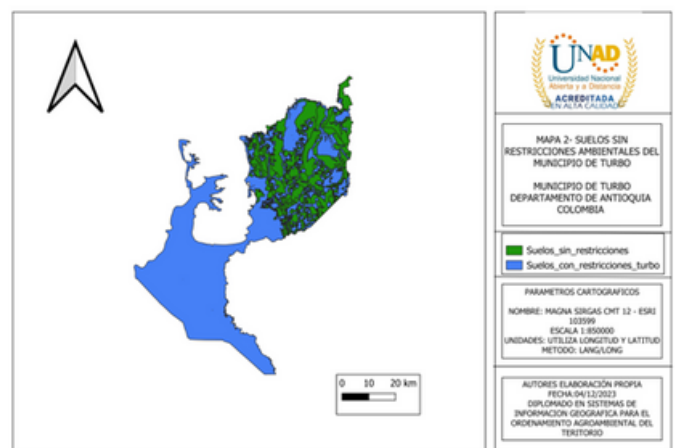 UNAD
Universidad Nacional
Abierta y a Distancia
ACREDITADA
EN ALTA CALIDAD
MAPA 2- SUELOS SIN
RESTRICCIONES AMBIENTALES DEL
MUNICIPIO DE TURBO
MUNICIPIO DE TURBO
DEPARTAMENTO DE ANTIOQUIA
COLOMBIA
Suelos_sin_restricciones
Suelos_con_restricciones_turbo
PARAMETROS CARTOGRAFICOS
NOMBRE: MAGNA SIRGAS CMT 12 - ESRI
103599
ESCALA 1:850000
UNIDADES: UTILIZA LONGITUD Y LATITUD
METODO: LANG/LONG
0 10 20 km
AUTORES ELABORACIÓN PROPIA
FECHA:04/12/2023
DIPLOMADO EN SISTEMAS DE
INFORMACION GEOGRAFICA PARA EL
ORDENAMIENTO AGROAMBIENTAL DEL
TERITORIO